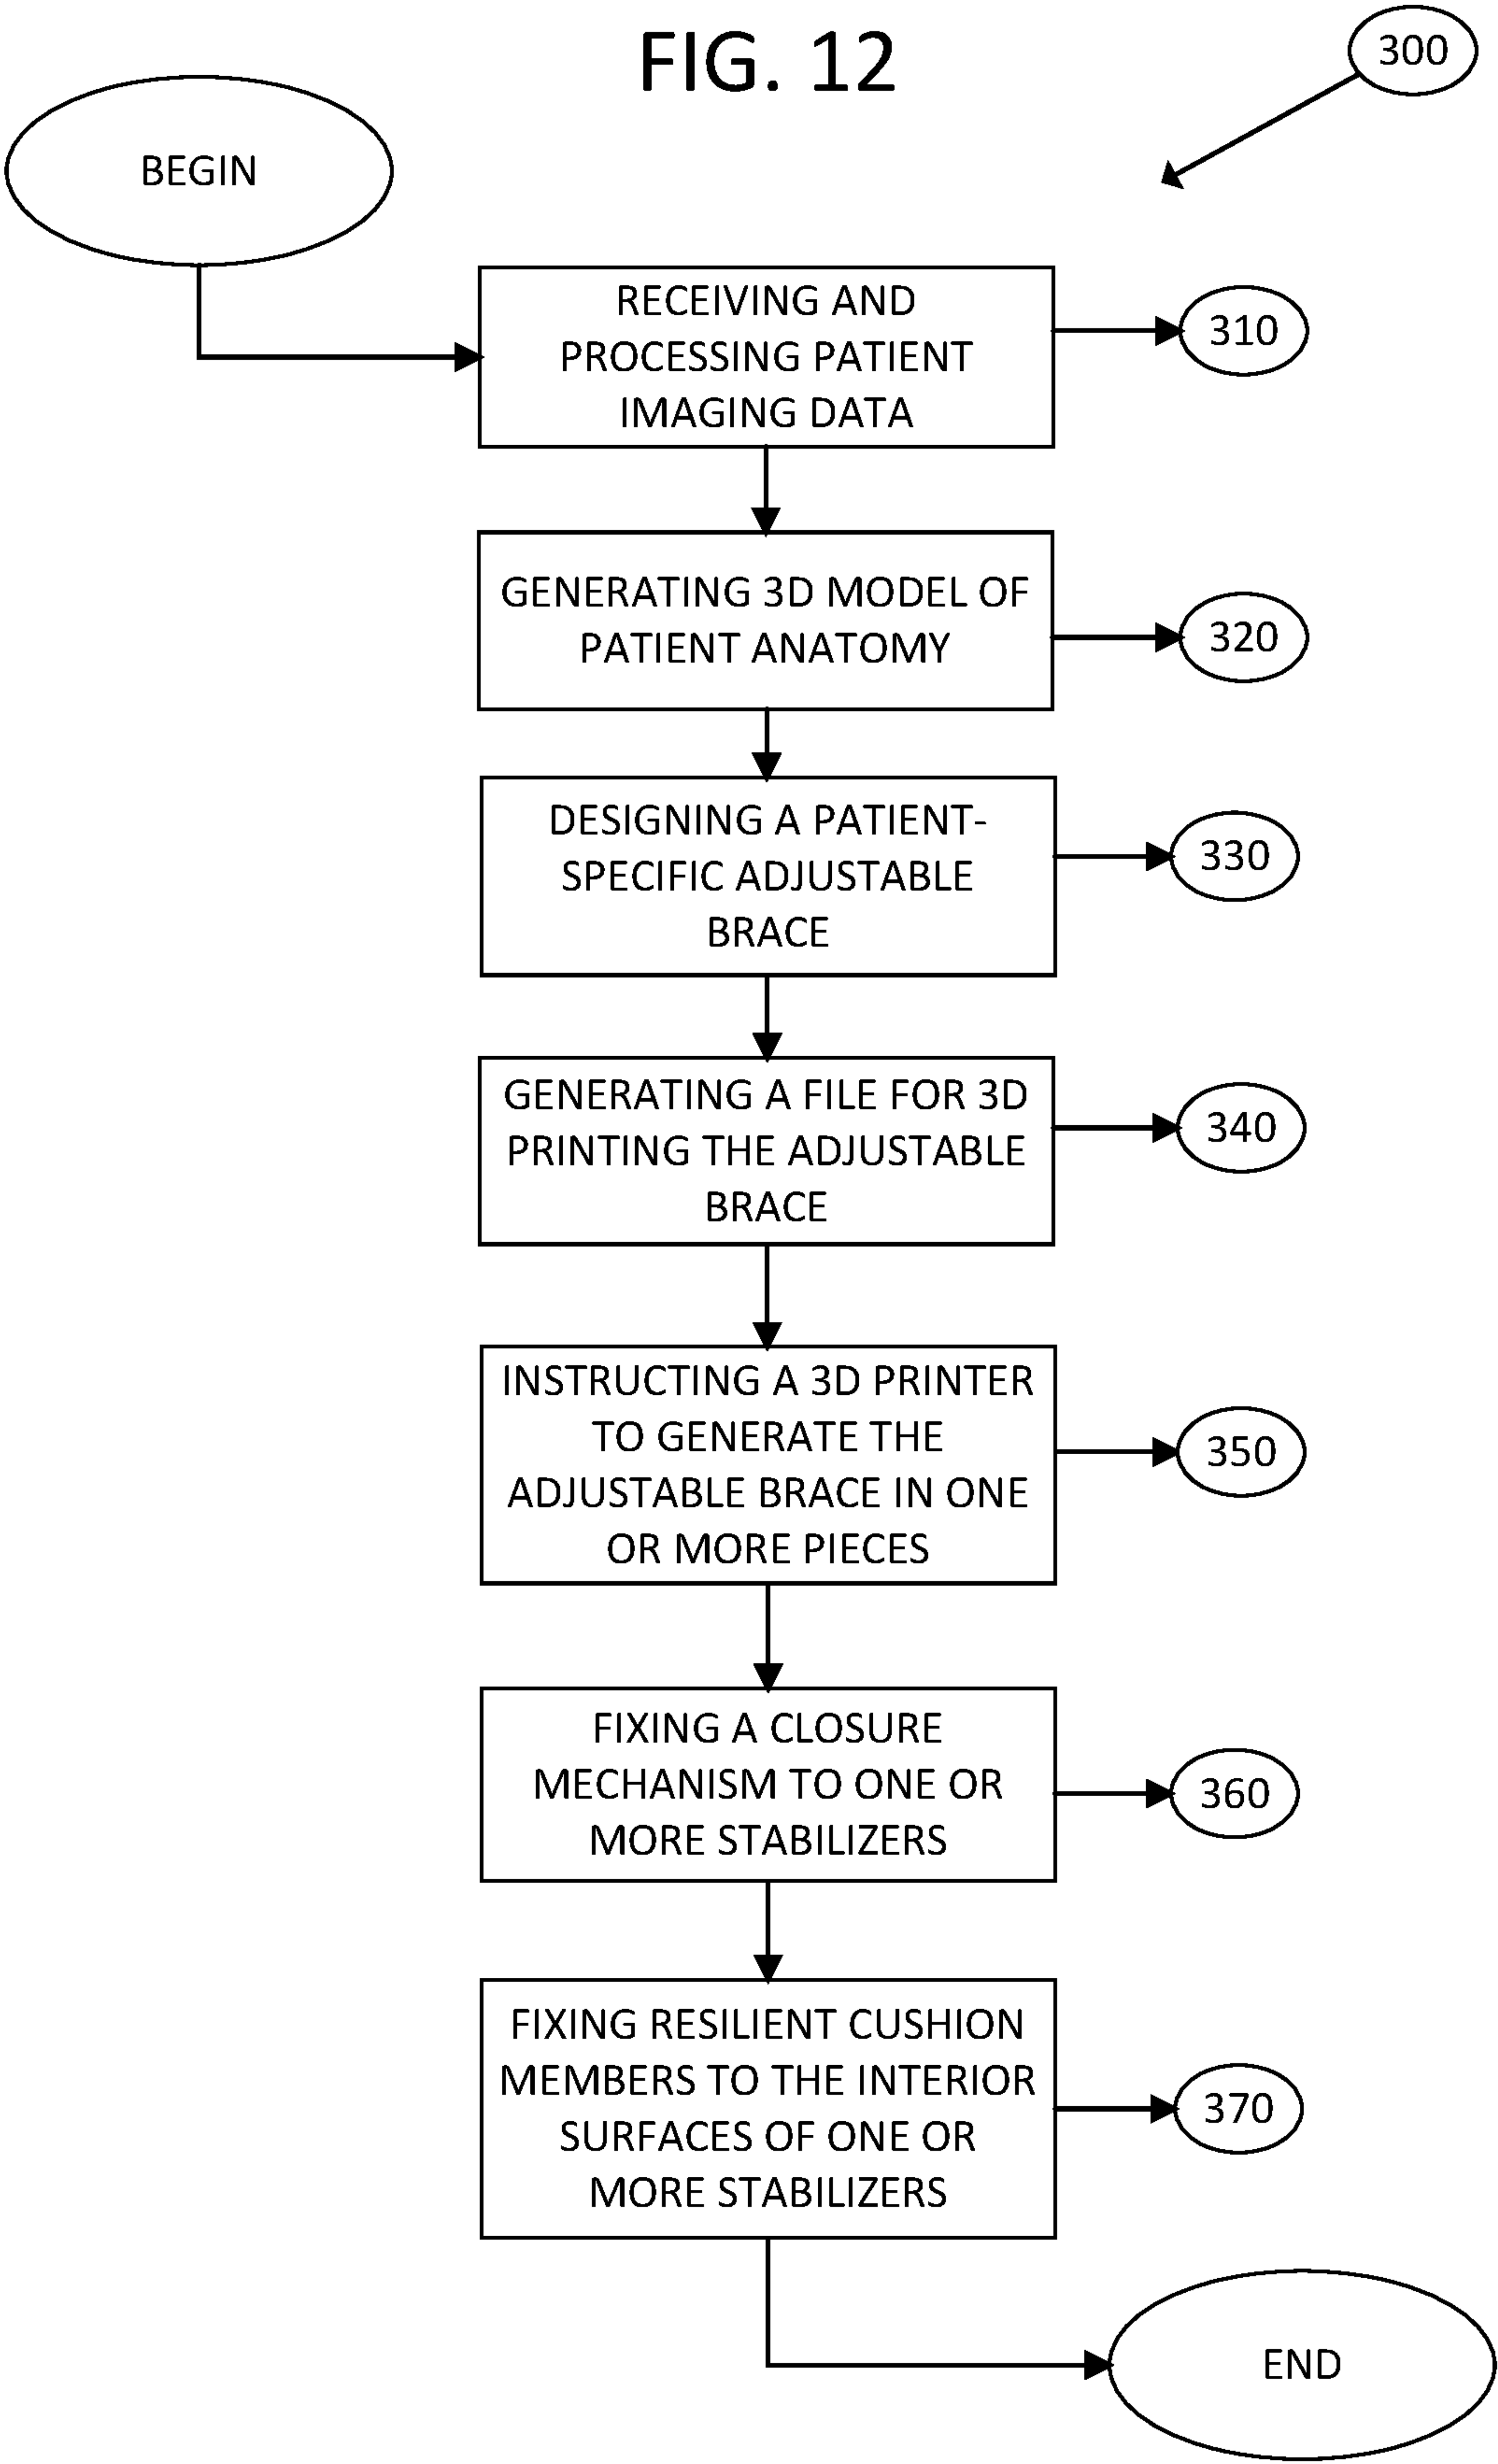 FIG. 12
300
BEGIN
RECEIVING AND
PROCESSING PATIENT
IMAGING DATA
310
GENERATING 3D MODEL OF
PATIENT ANATOMY
320
DESIGNING A PATIENT-
SPECIFIC ADJUSTABLE
BRACE
330
GENERATING A FILE FOR 3D
PRINTING THE ADJUSTABLE
BRACE
340
INSTRUCTING A 3D PRINTER
TO GENERATE THE
ADJUSTABLE BRACE IN ONE
OR MORE PIECES
350
FIXING A CLOSURE
MECHANISM TO ONE OR
MORE STABILIZERS
360
FIXING RESILIENT CUSHION
MEMBERS TO THE INTERIOR
SURFACES OF ONE OR
MORE STABILIZERS
370
END